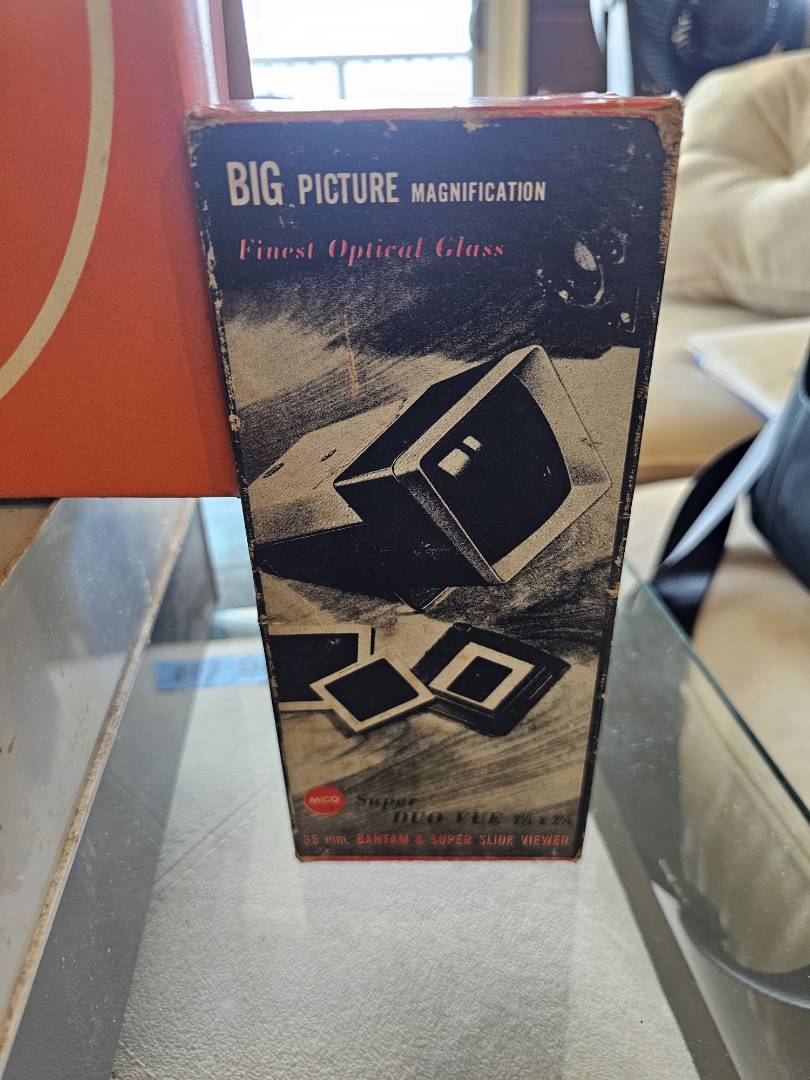 BIG PICTURE MAGNIFICATION
Finest Optical Glass
MICO Super
DUO VUE 2¼ x 2¼
35 mm, BANTAM & SUPER SLIDE VIEWER